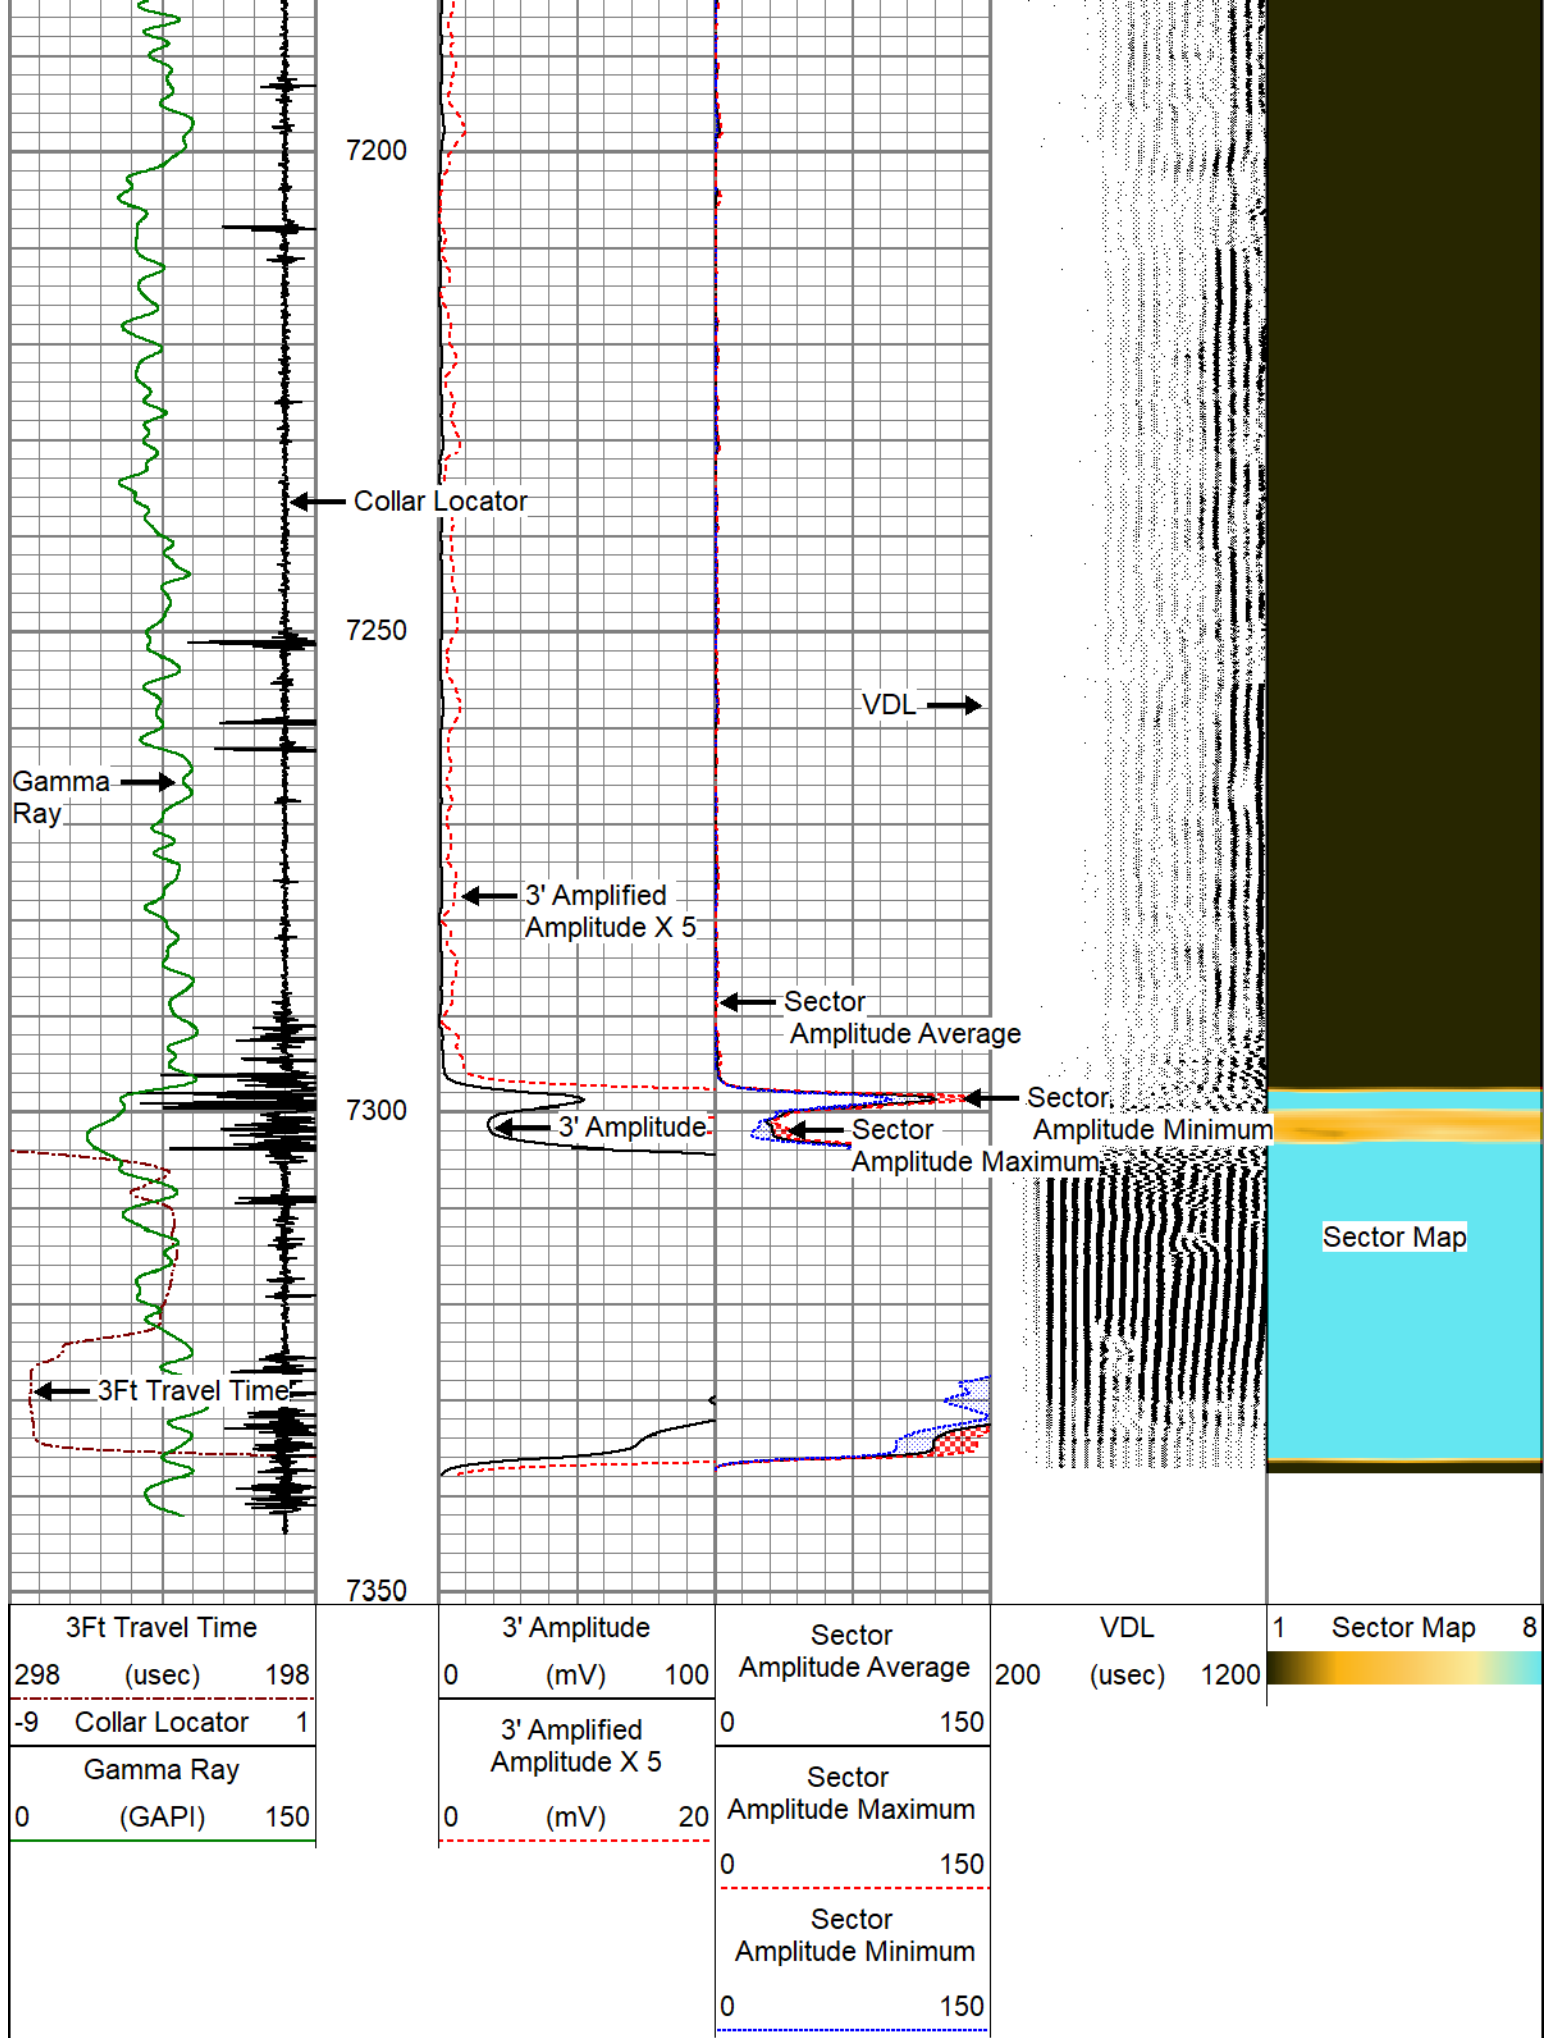 7200
Collar Locator
7250
VDL
Gamma
Ray
3' Amplified
Amplitude X 5
Sector
Amplitude Average
Sector
Amplitude Minimum
7300
3' Amplitude
Sector
Amplitude Maximum
Sector Map
3Ft Travel Time
7350
3Ft Travel Time
298 (usec) 198
-9 Collar Locator 1
Gamma Ray
0 (GAPI) 150
3' Amplitude
0 (mV) 100
3' Amplified
Amplitude X 5
0 (mV) 20
Sector
Amplitude Average
0 150
Sector
Amplitude Maximum
0 150
Sector
Amplitude Minimum
0 150
VDL
200 (usec) 1200
1 Sector Map 8